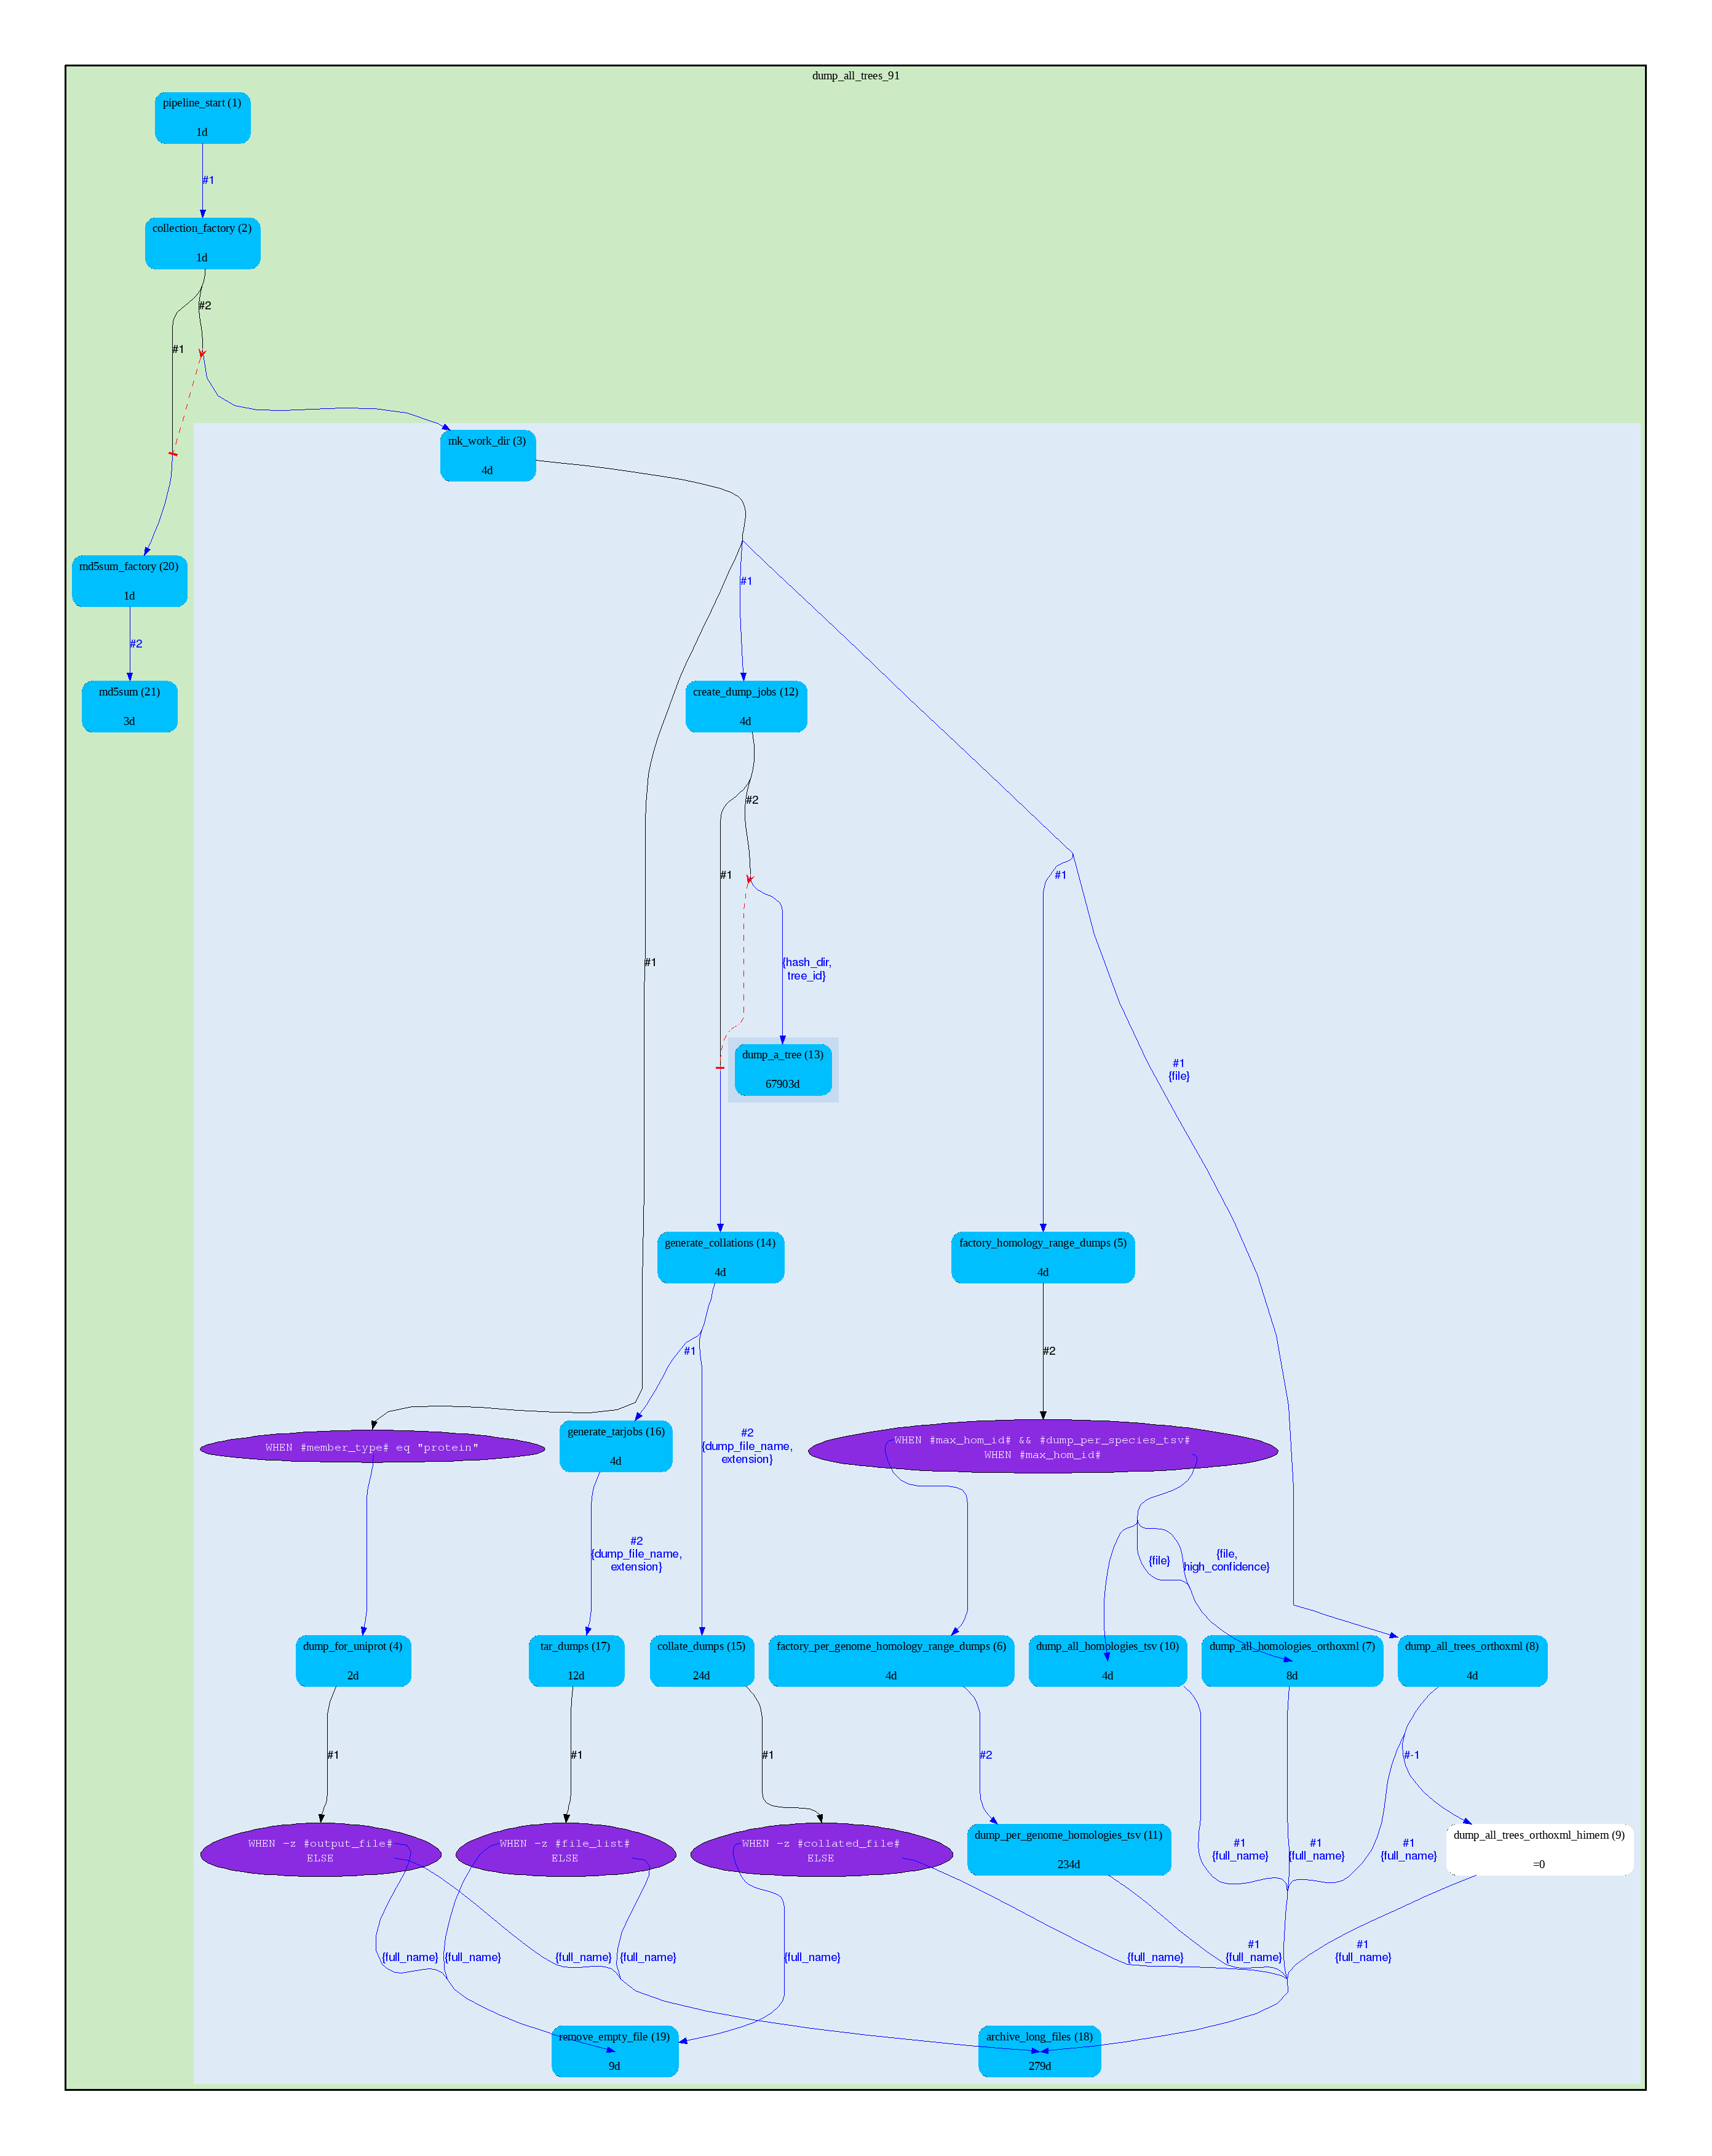 dump_all_trees_91
pipeline_start (1)
1d
#1
collection_factory (2)
1d
#2
#1
mk_work_dir (3)
4d
md5sum_factory (20)
1d
#1
#2
md5sum (21)
3d
create_dump_jobs (12)
4d
#2
#1
#1
#1
{hash_dir,
tree_id}
dump_a_tree (13)
67903d
#1
{file}
generate_collations (14)
4d
factory_homology_range_dumps (5)
4d
#1
#2
WHEN #member_type# eq "protein"
generate_tarjobs (16)
4d
#2
{dump_file_name,
extension}
WHEN #max_hom_id# && #dump_per_species_tsv#
WHEN #max_hom_id#
#2
{dump_file_name,
extension}
{file}
{file,
high_confidence}
dump_for_uniprot (4)
2d
tar_dumps (17)
12d
collate_dumps (15)
24d
factory_per_genome_homology_range_dumps (6)
4d
dump_all_homologies_tsv (10)
4d
dump_all_homologies_orthoxml (7)
8d
dump_all_trees_orthoxml (8)
4d
#1
#1
#1
#2
#-1
WHEN -z #output_file#
ELSE
WHEN -z #file_list#
ELSE
WHEN -z #collated_file#
ELSE
dump_per_genome_homologies_tsv (11)
234d
#1
{full_name}
#1
{full_name}
#1
{full_name}
dump_all_trees_orthoxml_himem (9)
=0
{full_name}
{full_name}
{full_name}
{full_name}
{full_name}
{full_name}
#1
{full_name}
#1
{full_name}
remove_empty_file (19)
9d
archive_long_files (18)
279d